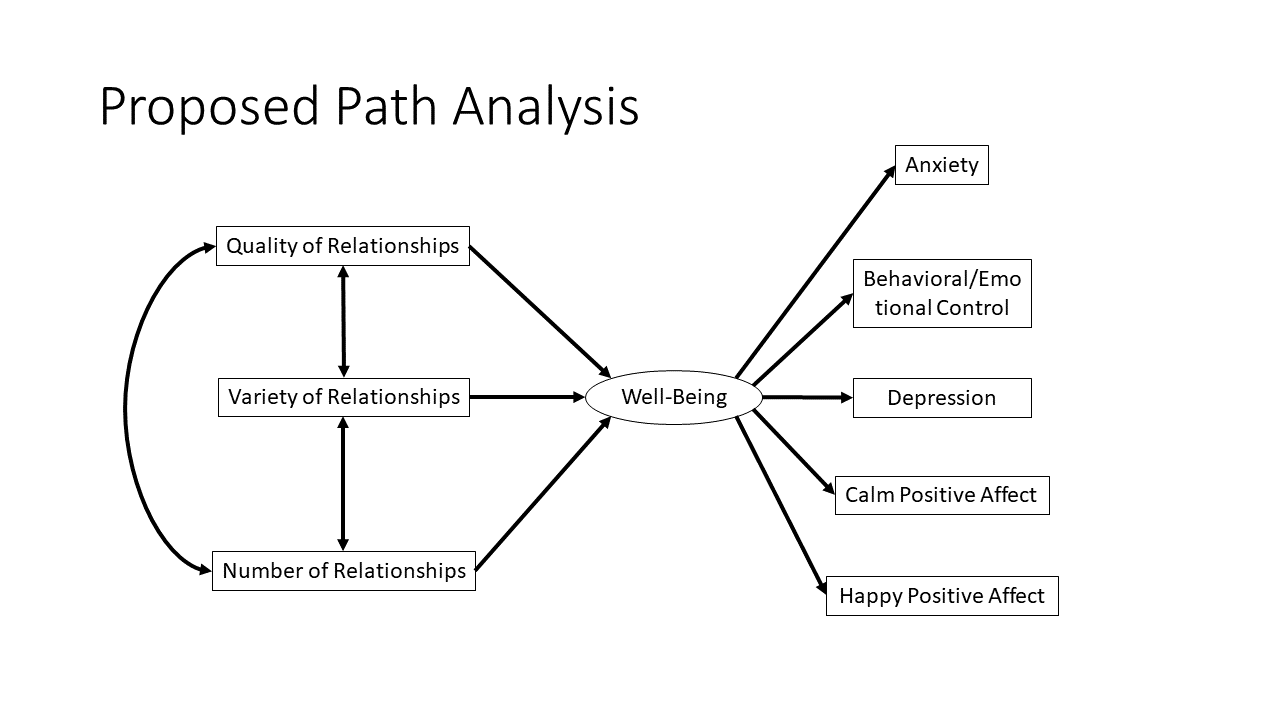 Proposed Path Analysis
Anxiety
Quality of Relationships
Behavioral/Emo
tional Control
Variety of Relationships
Well-Being
Depression
Calm Positive Affect
Number of Relationships
Happy Positive Affect